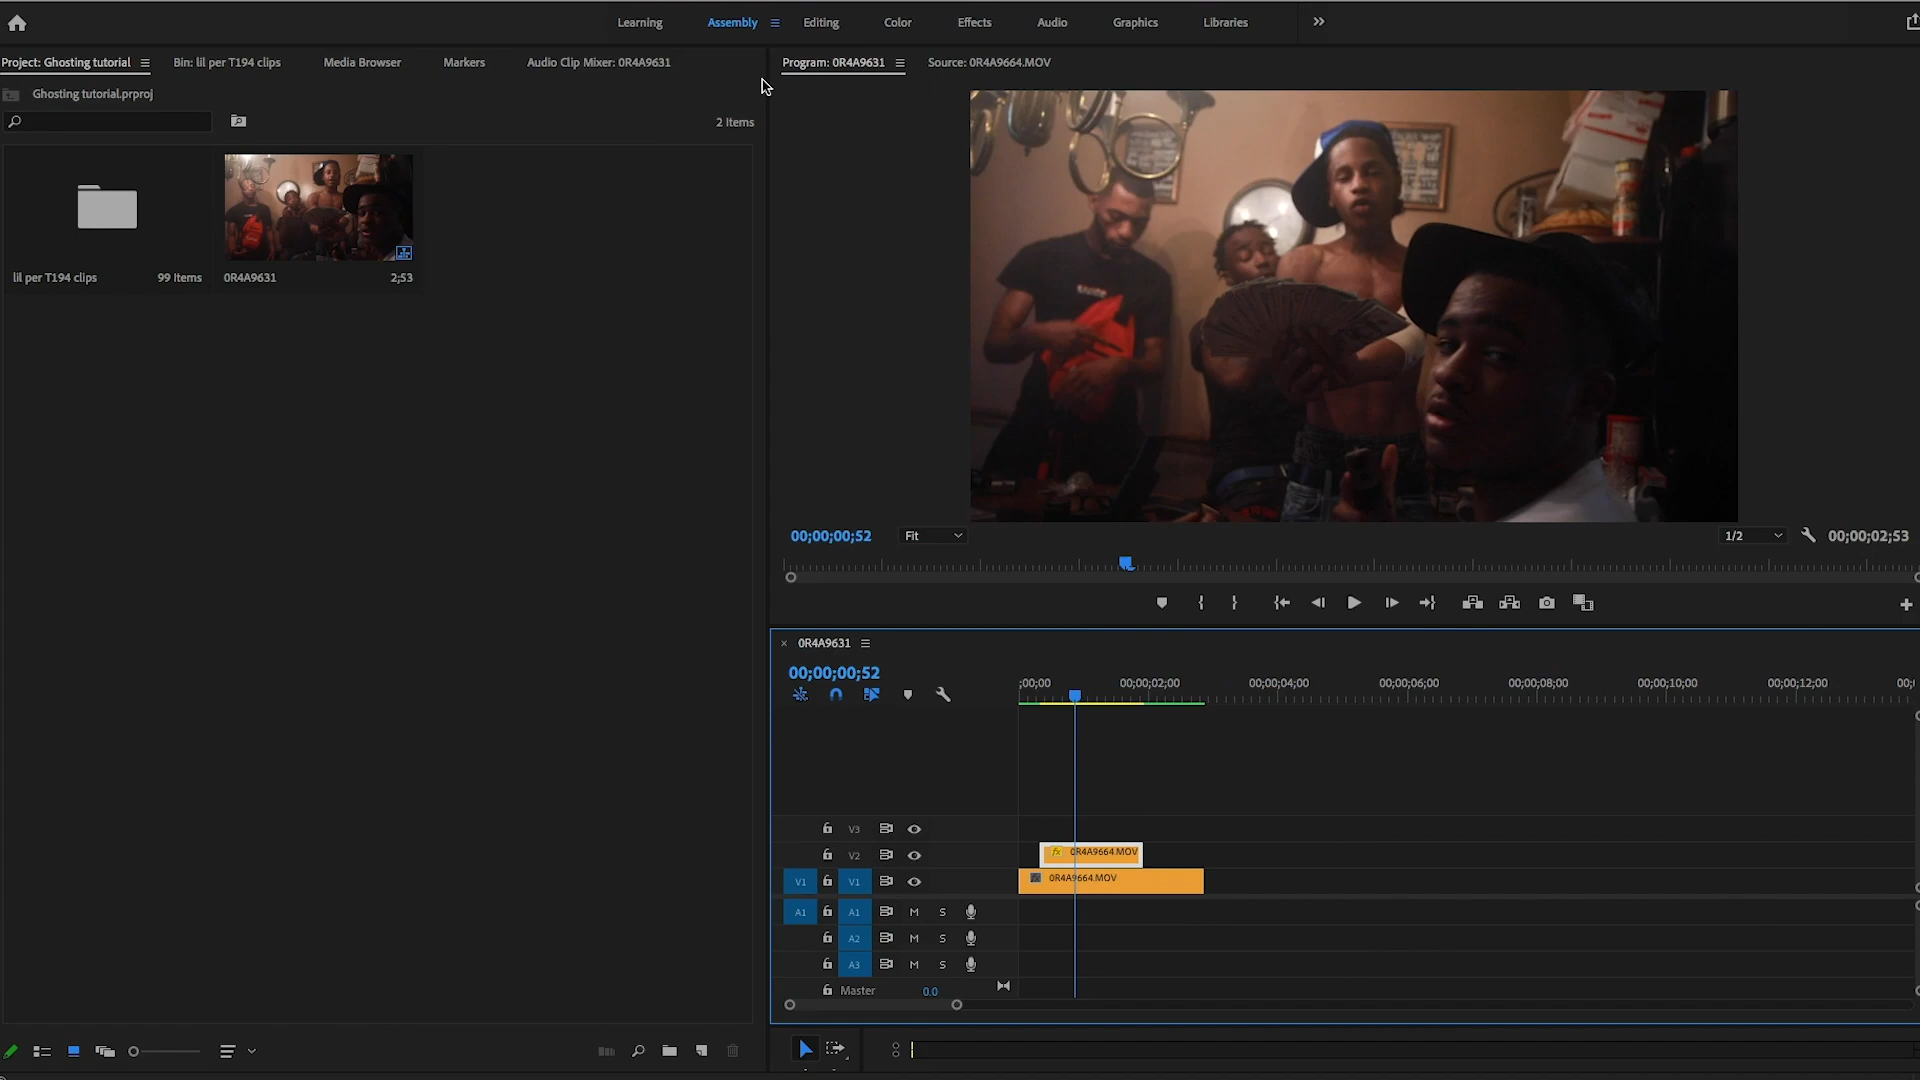 Learning Assembly Editing Color Effects Audio Graphics Libraries
Project: Ghosting tutorial Bin: lil per T194 clips Media Browser Markers Audio Clip Mixer: 0R4A9631
Program: 0R4A9631 Source: 0R4A9664.MOV
Ghosting tutorial.prproj
2 Items
lil per T194 clips 99 Items 0R4A9631 2;53
00;00;00;52 Fit 1/2 00;00;02;53
0R4A9631
00;00;00;52
;00;00 00;00;02;00 00;00;04;00 00;00;06;00 00;00;08;00 00;00;10;00 00;00;12;00 00;
V3
V2 fx 0R4A9664.MOV
V1 V1 0R4A9664.MOV
A1 A1 M S
A2 M S
A3 M S
Master 0.0